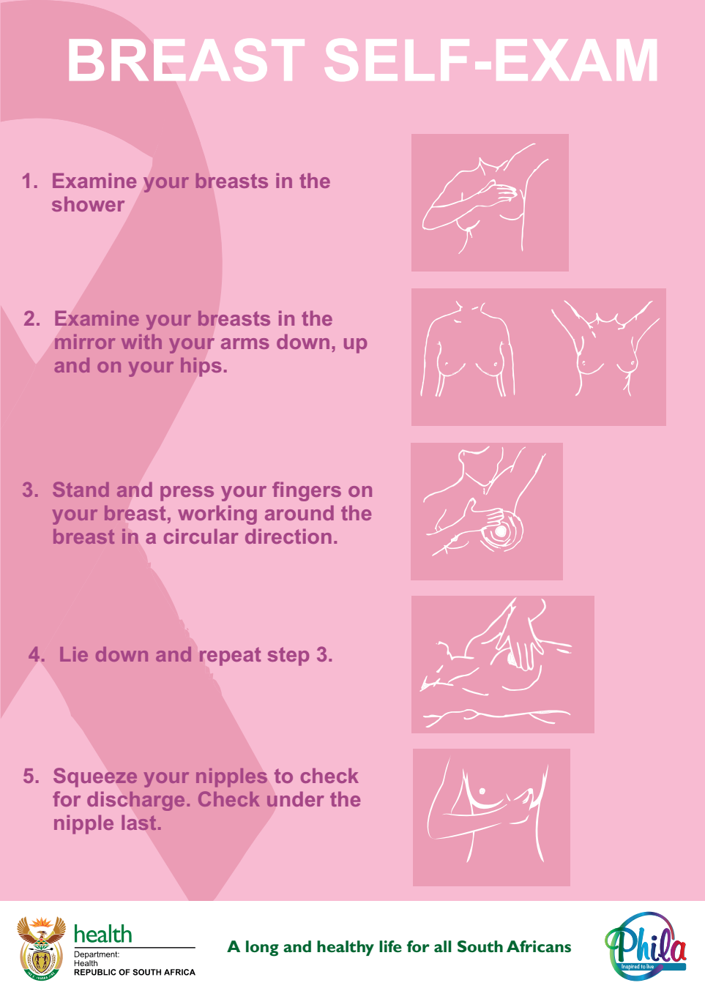 BREAST SELF-EXAM
1. Examine your breasts in the
shower
2. Examine your breasts in the
mirror with your arms down, up
and on your hips.
3. Stand and press your fingers on
your breast, working around the
breast in a circular direction.
4. Lie down and repeat step 3.
5. Squeeze your nipples to check
for discharge. Check under the
nipple last.
health
Department:
Health
REPUBLIC OF SOUTH AFRICA
A long and healthy life for all South Africans
Phila
Inspired to live